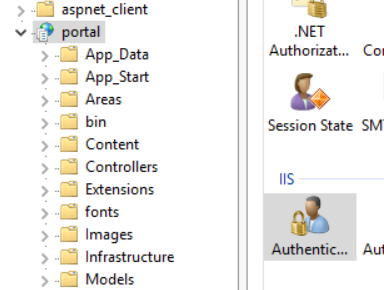 aspnet_client
portal
App_Data
App_Start
Areas
bin
Content
Controllers
Extensions
fonts
Images
Infrastructure
Models
.NET
Authorizat...
Session State
IIS
Authentic...